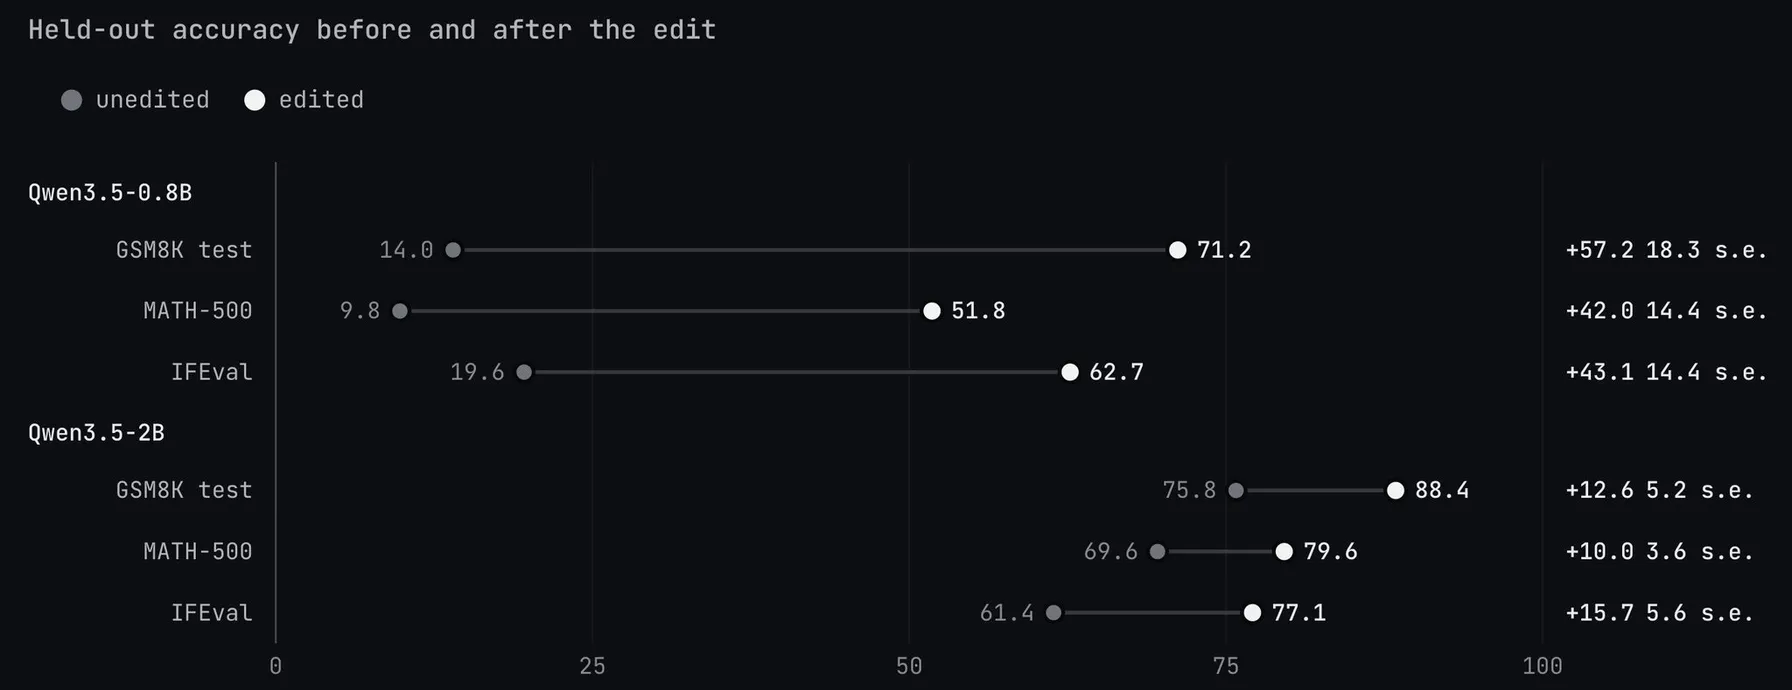 Held-out accuracy before and after the edit
unedited edited
Qwen3.5-0.8B
GSM8K test 14.0 71.2 +57.2 18.3 s.e.
MATH-500 9.8 51.8 +42.0 14.4 s.e.
IFEval 19.6 62.7 +43.1 14.4 s.e.
Qwen3.5-2B
GSM8K test 75.8 88.4 +12.6 5.2 s.e.
MATH-500 69.6 79.6 +10.0 3.6 s.e.
IFEval 61.4 77.1 +15.7 5.6 s.e.
0 25 50 75 100